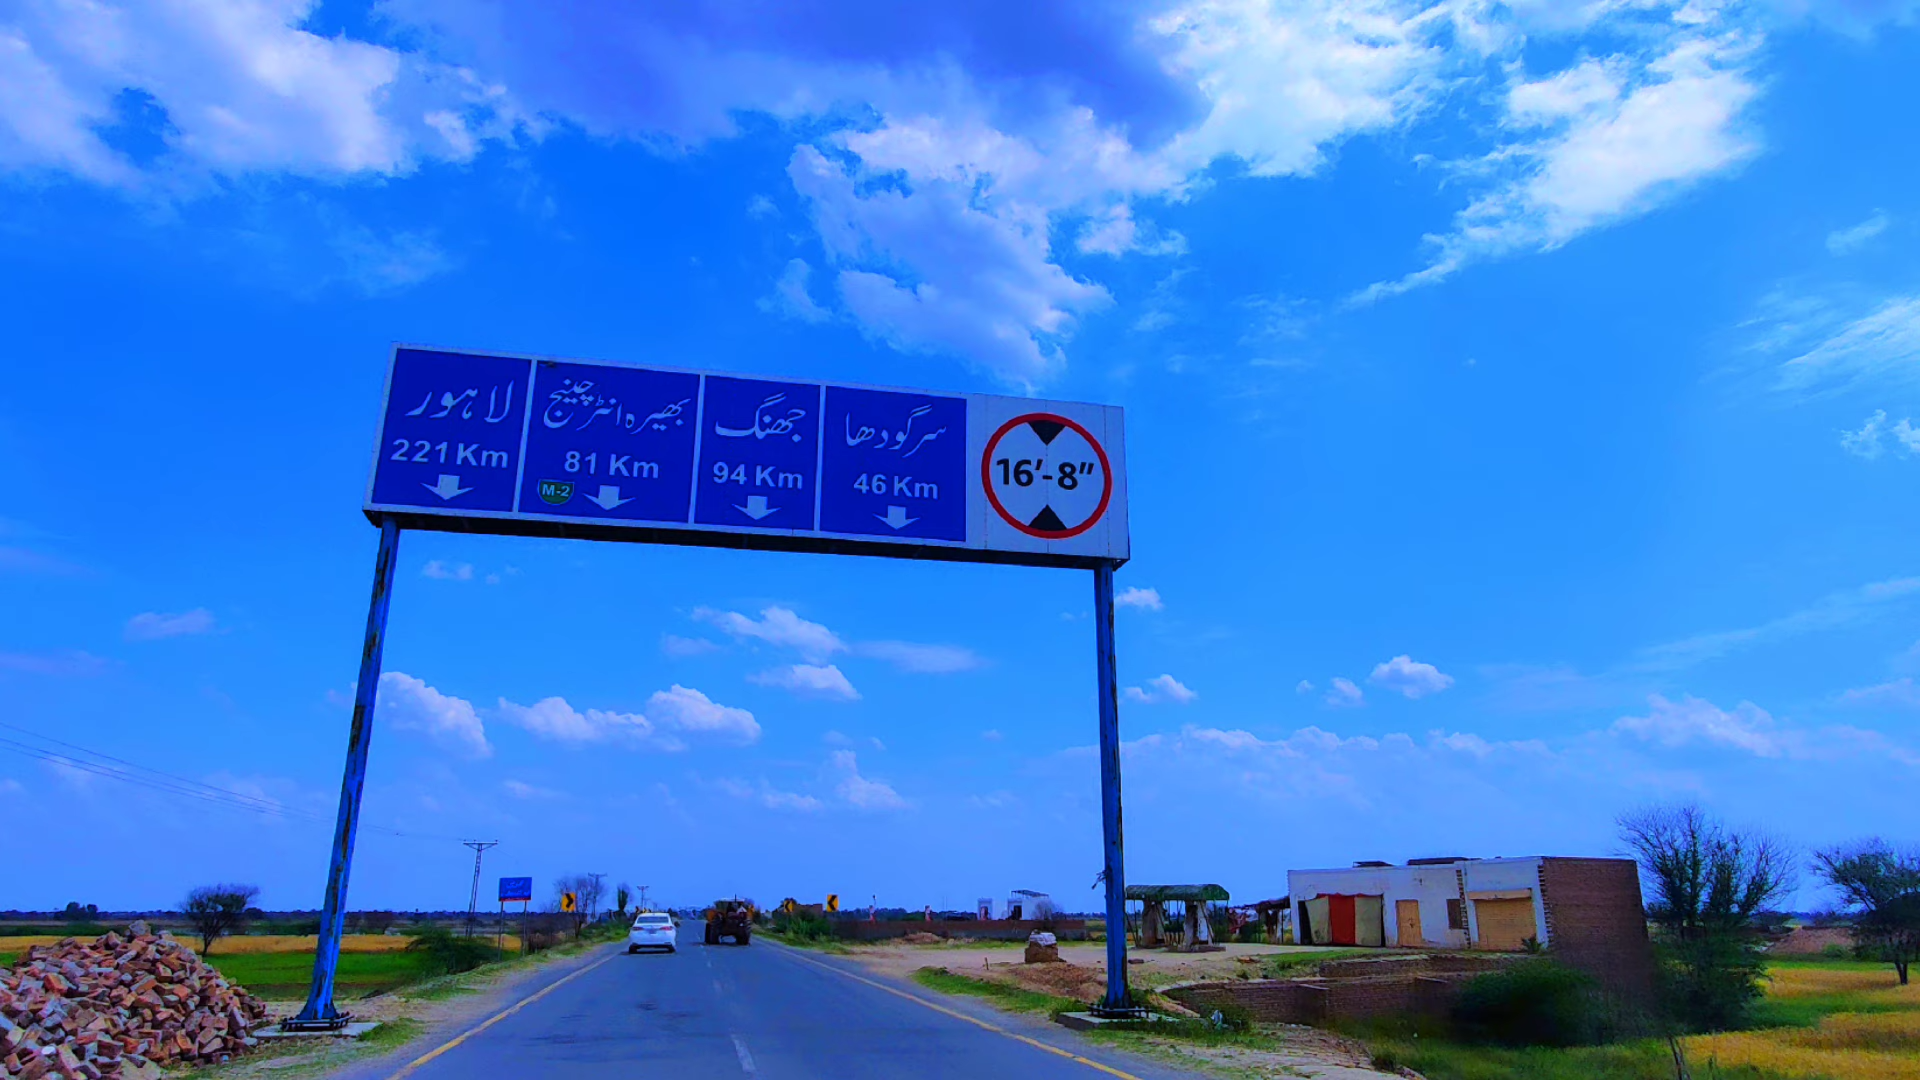 لاہور
221 Km
بھیرہ انٹرچینج
81 Km
M-2
جھنگ
94 Km
سرگودھا
46 Km
16'-8"